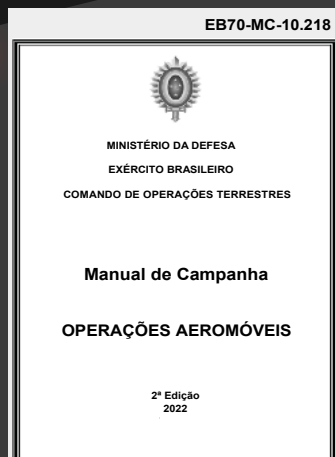 EB70-MC-10.218
MINISTÉRIO DA DEFESA
EXÉRCITO BRASILEIRO
COMANDO DE OPERAÇÕES TERRESTRES
Manual de Campanha
OPERAÇÕES AEROMÓVEIS
2ª Edição
2022